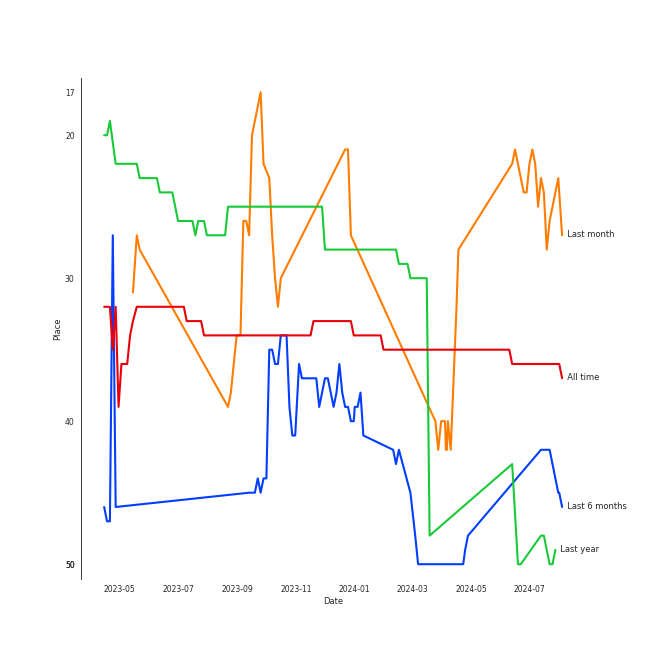 17
20
30
Last month
Place
All time
40
Last 6 months
Last year
50
2023-05 2023-07 2023-09 2023-11 2024-01 2024-03 2024-05 2024-07
Date